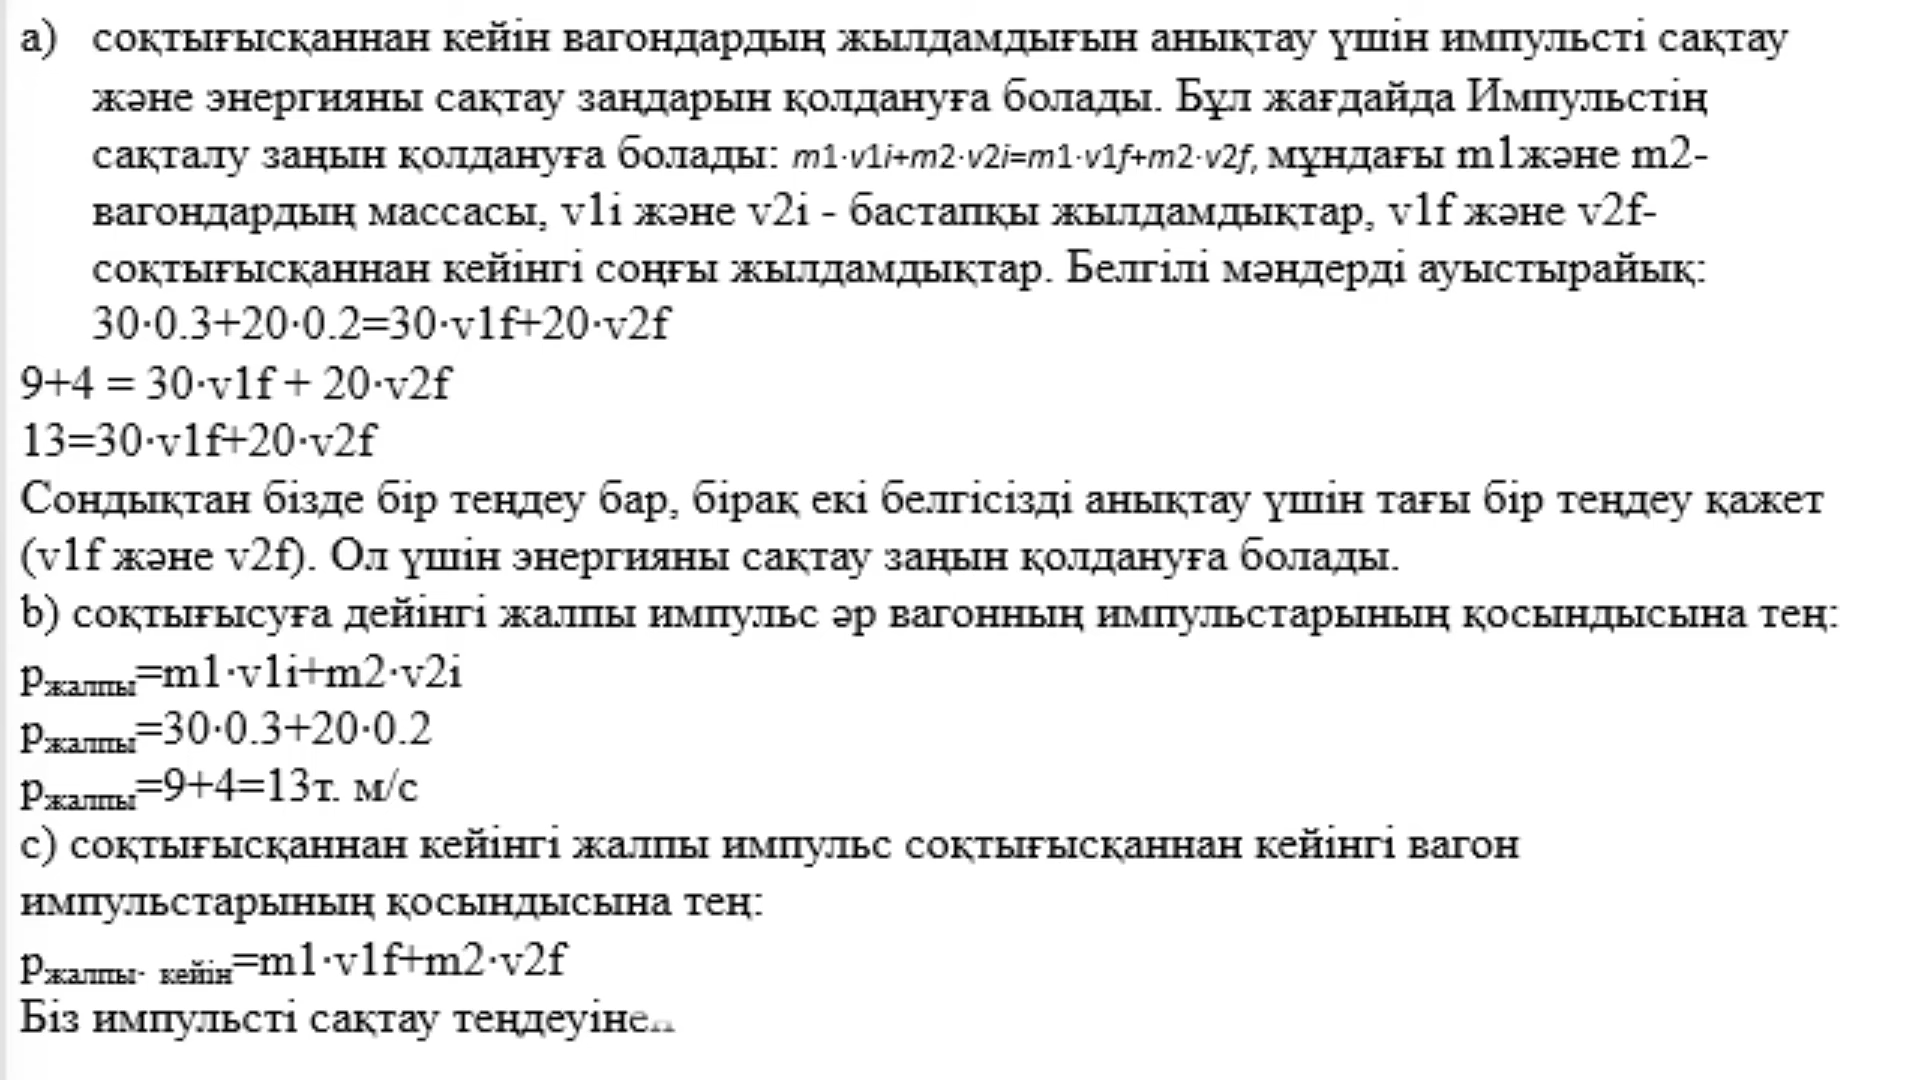 a) соқтығысқаннан кейін вагондардың жылдамдығын анықтау үшін импульсті сақтау
және энергияны сақтау заңдарын қолдануға болады. Бұл жағдайда Импульстің
сақталу заңын қолдануға болады: m1·v1i+m2·v2i=m1·v1f+m2·v2f, мұндағы m1және m2-
вагондардың массасы, v1i және v2i - бастапқы жылдамдықтар, v1f және v2f-
соқтығысқаннан кейінгі соңғы жылдамдықтар. Белгілі мәндерді ауыстырайық:
30·0.3+20·0.2=30·v1f+20·v2f
9+4 = 30·v1f + 20·v2f
13=30·v1f+20·v2f
Сондықтан бізде бір теңдеу бар, бірақ екі белгісізді анықтау үшін тағы бір теңдеу қажет
(v1f және v2f). Ол үшін энергияны сақтау заңын қолдануға болады.
b) соқтығысуға дейінгі жалпы импульс әр вагонның импульстарының қосындысына тең:
pжалпы=m1·v1i+m2·v2i
pжалпы=30·0.3+20·0.2
pжалпы=9+4=13т. м/с
c) соқтығысқаннан кейінгі жалпы импульс соқтығысқаннан кейінгі вагон
импульстарының қосындысына тең:
pжалпы- кейін=m1·v1f+m2·v2f
Біз импульсті сақтау